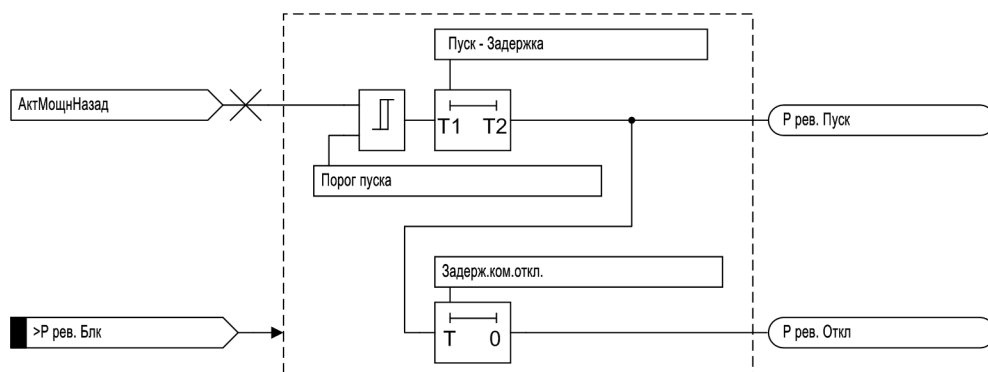 Пуск - Задержка
АктМощнНазад
T1 T2
P рев. Пуск
Порог пуска
Задерж.ком.откл.
>P рев. Блк
T 0
P рев. Откл